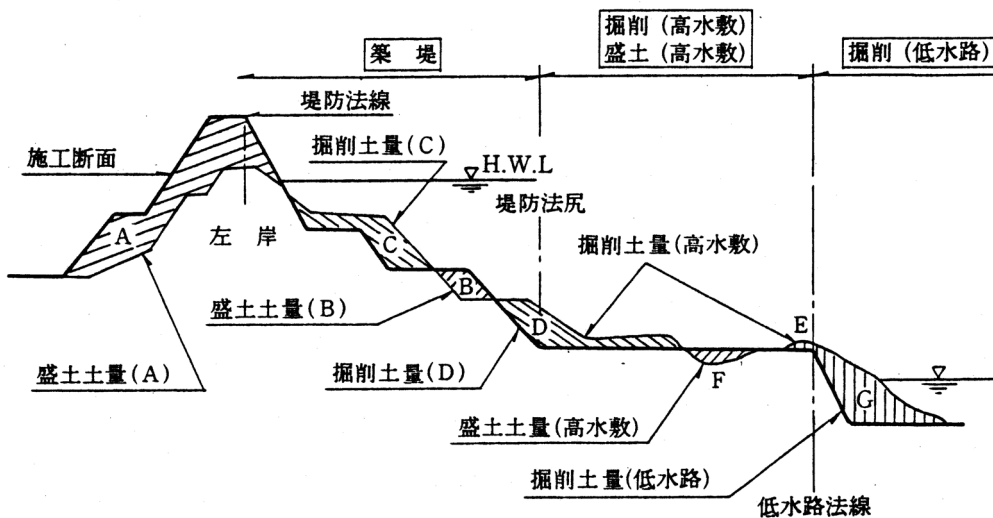 掘削(高水敷)
盛土(高水敷)
築 堤
掘削(低水路)
堤防法線
掘削土量(C)
施工断面
H.W.L
堤防法尻
A
左 岸
C
掘削土量(高水敷)
B
盛土土量(B)
D
E
F
G
盛土土量(A)
掘削土量(D)
盛土土量(高水敷)
掘削土量(低水路)
低水路法線